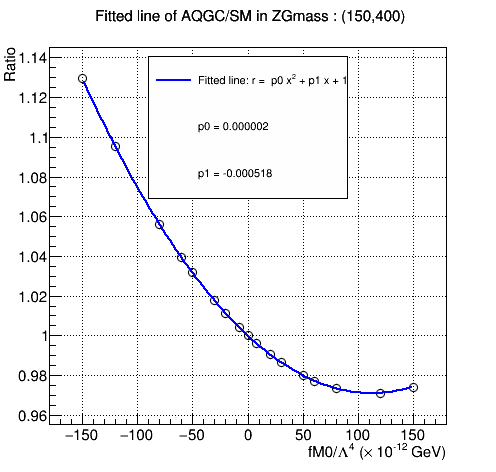 Fitted line of AQGC/SM in ZGmass : (150,400)
Ratio
1.14
1.12
1.1
1.08
1.06
1.04
1.02
1
0.98
0.96
Fitted line: r = p0 x² + p1 x + 1
p0 = 0.000002
p1 = -0.000518
−150 −100 −50 0 50 100 150
fM0/Λ⁴ (× 10⁻¹² GeV)